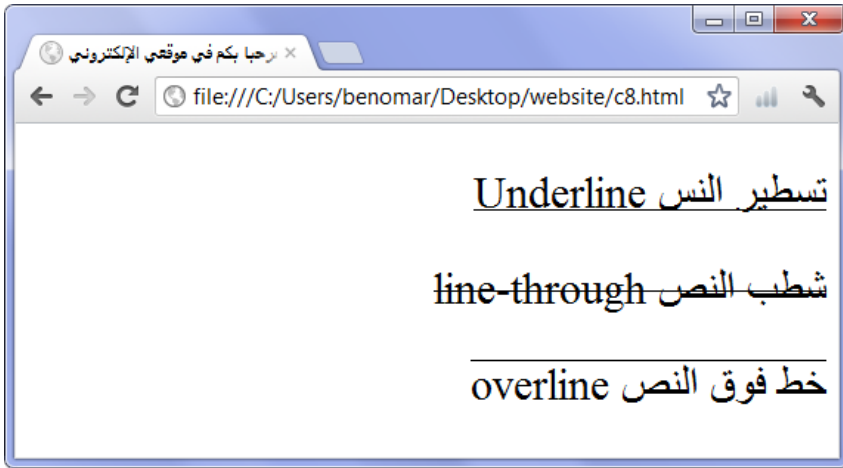 مرحبا بكم في موقعي الإلكتروني
file:///C:/Users/benomar/Desktop/website/c8.html
تسطير النس Underline
شطب النص line-through
خط فوق النص overline